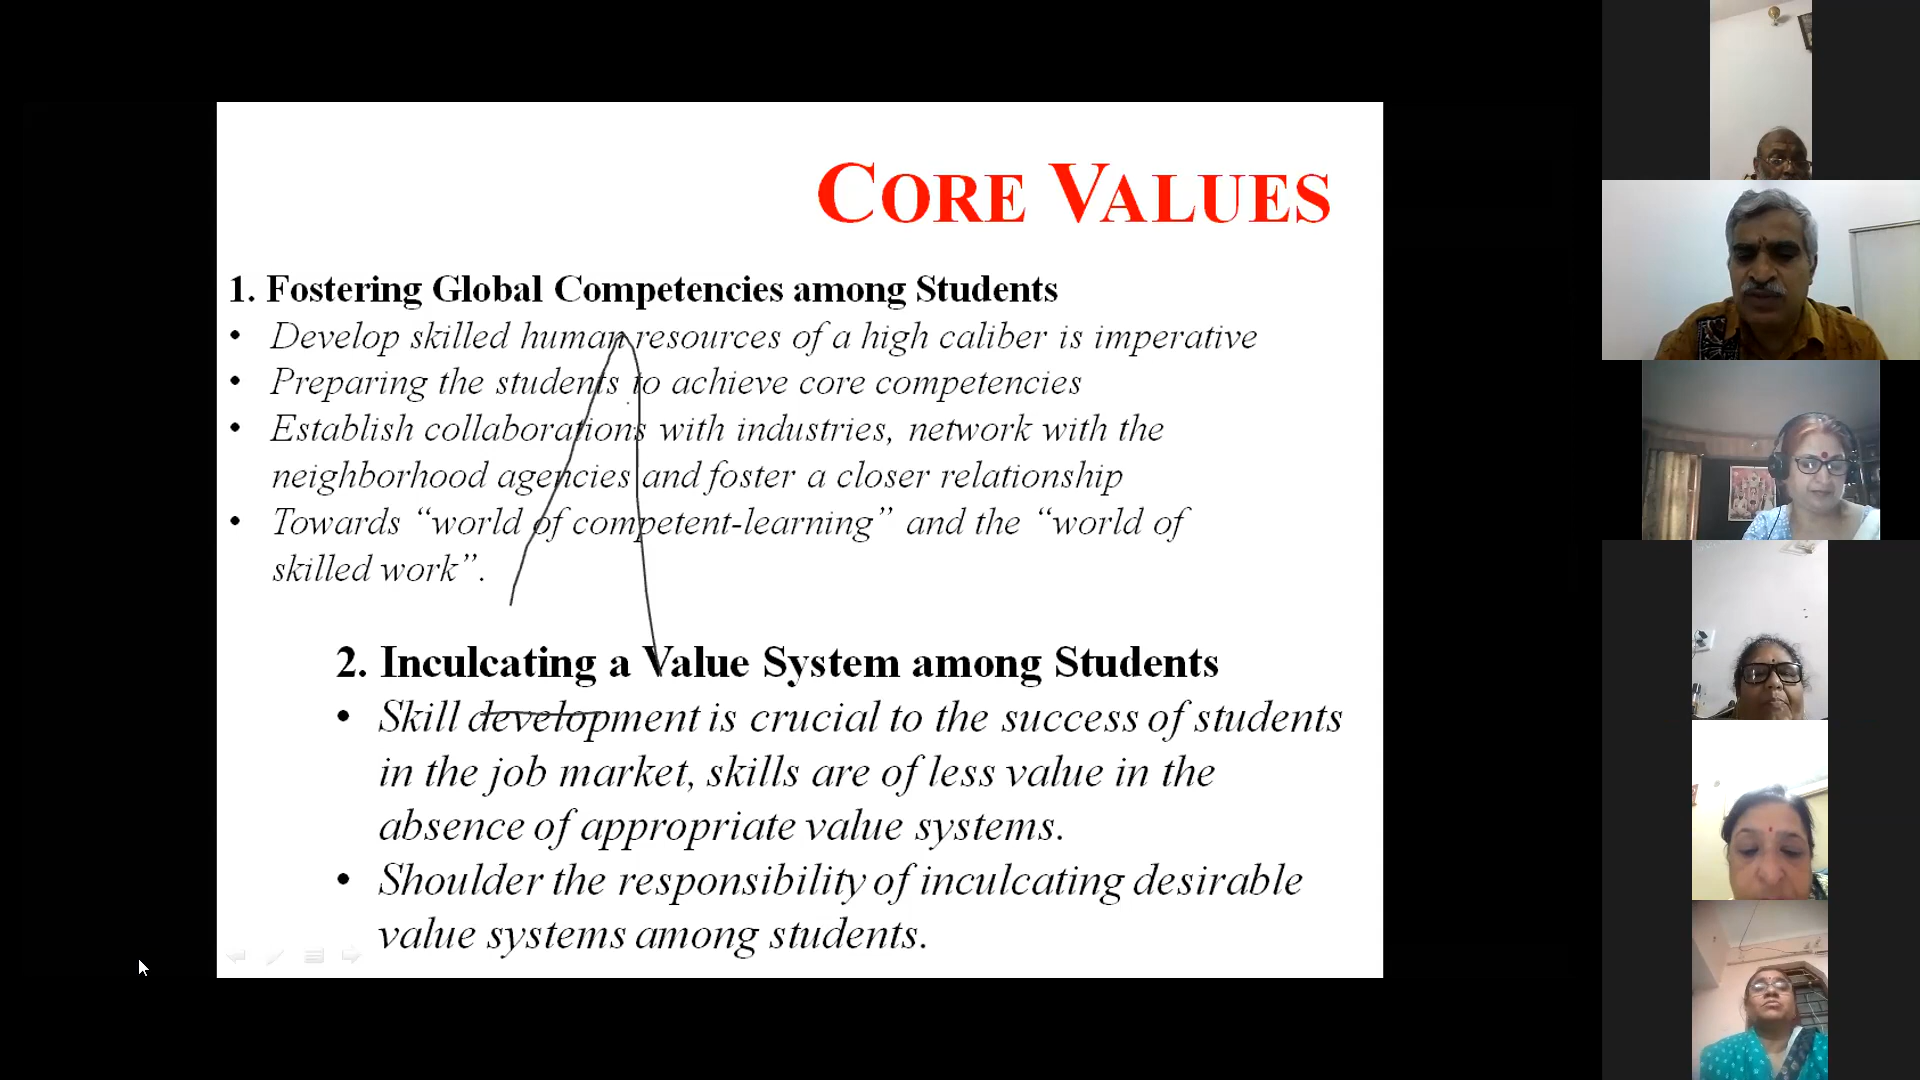 CORE VALUES
1. Fostering Global Competencies among Students
• Develop skilled human resources of a high caliber is imperative
• Preparing the students to achieve core competencies
• Establish collaborations with industries, network with the
neighborhood agencies and foster a closer relationship
• Towards “world of competent-learning” and the “world of
skilled work”.
2. Inculcating a Value System among Students
• Skill development is crucial to the success of students
in the job market, skills are of less value in the
absence of appropriate value systems.
• Shoulder the responsibility of inculcating desirable
value systems among students.